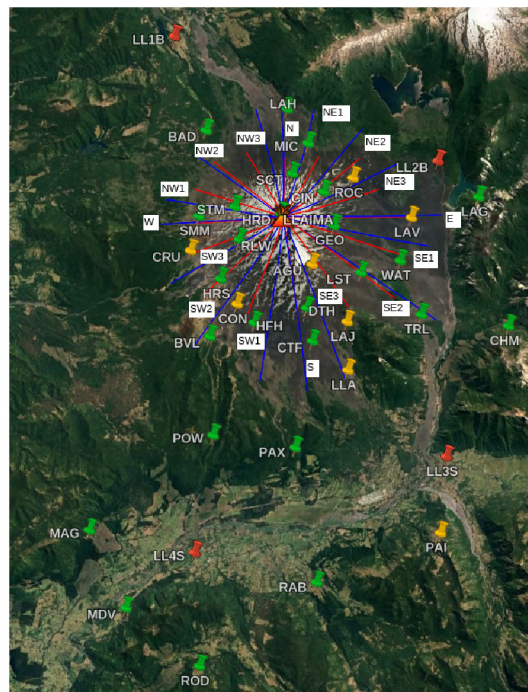 LL1B
LAH
NE1
BAD
N
MIC
NW3
NW2
NE2
LL2B
SCT
NE3
NW1
CIN
ROC
LAG
STM
W
HRD
LLAIMA
E
SMM
LAV
RLW
GEO
CRU
SW3
SE1
AGU
LST
WAT
HRS
SE3
SW2
CON
DTH
SE2
TRL
HFH
LAJ
BVL
SW1
CTF
CHM
S
LLA
POW
PAX
LL3S
MAG
LL4S
PAI
RAB
MDV
ROD